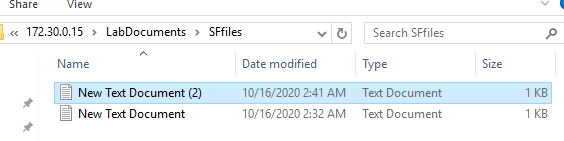 Share View
172.30.0.15 LabDocuments SFfiles Search SFfiles
Name Date modified Type Size
New Text Document (2) 10/16/2020 2:41 AM Text Document 1 KB
New Text Document 10/16/2020 2:32 AM Text Document 1 KB